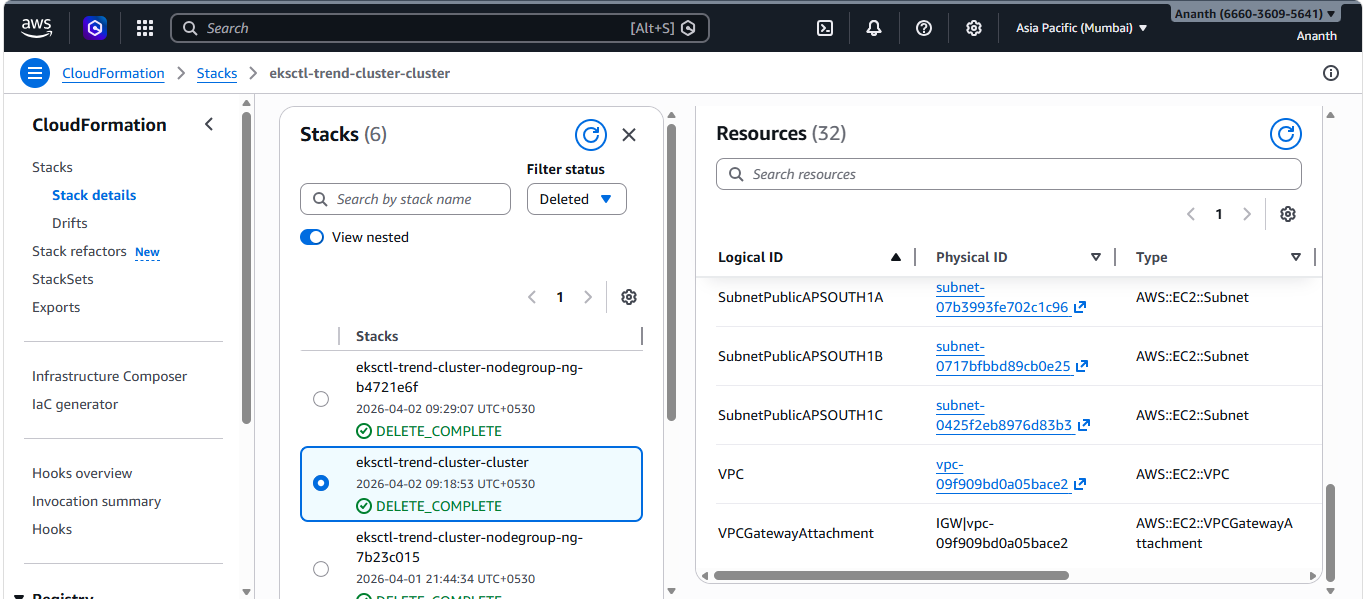 aws
Search
[Alt+S]
Asia Pacific (Mumbai) ▼
Ananth (6660-3609-5641) ▼
Ananth
CloudFormation
Stacks
eksctl-trend-cluster-cluster
CloudFormation
Stacks
Stack details
Drifts
Stack refactors New
StackSets
Exports
Infrastructure Composer
IaC generator
Hooks overview
Invocation summary
Hooks
Registry
Stacks (6)
Filter status
Search by stack name
Deleted
View nested
1
Stacks
eksctl-trend-cluster-nodegroup-ng-
b4721e6f
2026-04-02 09:29:07 UTC+0530
DELETE_COMPLETE
eksctl-trend-cluster-cluster
2026-04-02 09:18:53 UTC+0530
DELETE_COMPLETE
eksctl-trend-cluster-nodegroup-ng-
7b23c015
2026-04-01 21:44:34 UTC+0530
DELETE_COMPLETE
Resources (32)
Search resources
1
Logical ID
Physical ID
Type
SubnetPublicAPSOUTH1A
subnet-
07b3993fe702c1c96
AWS::EC2::Subnet
SubnetPublicAPSOUTH1B
subnet-
0717bfbbd89cb0e25
AWS::EC2::Subnet
SubnetPublicAPSOUTH1C
subnet-
0425f2eb8976d83b3
AWS::EC2::Subnet
VPC
vpc-
09f909bd0a05bace2
AWS::EC2::VPC
VPCGatewayAttachment
IGW|vpc-
09f909bd0a05bace2
AWS::EC2::VPCGatewayA
ttachment